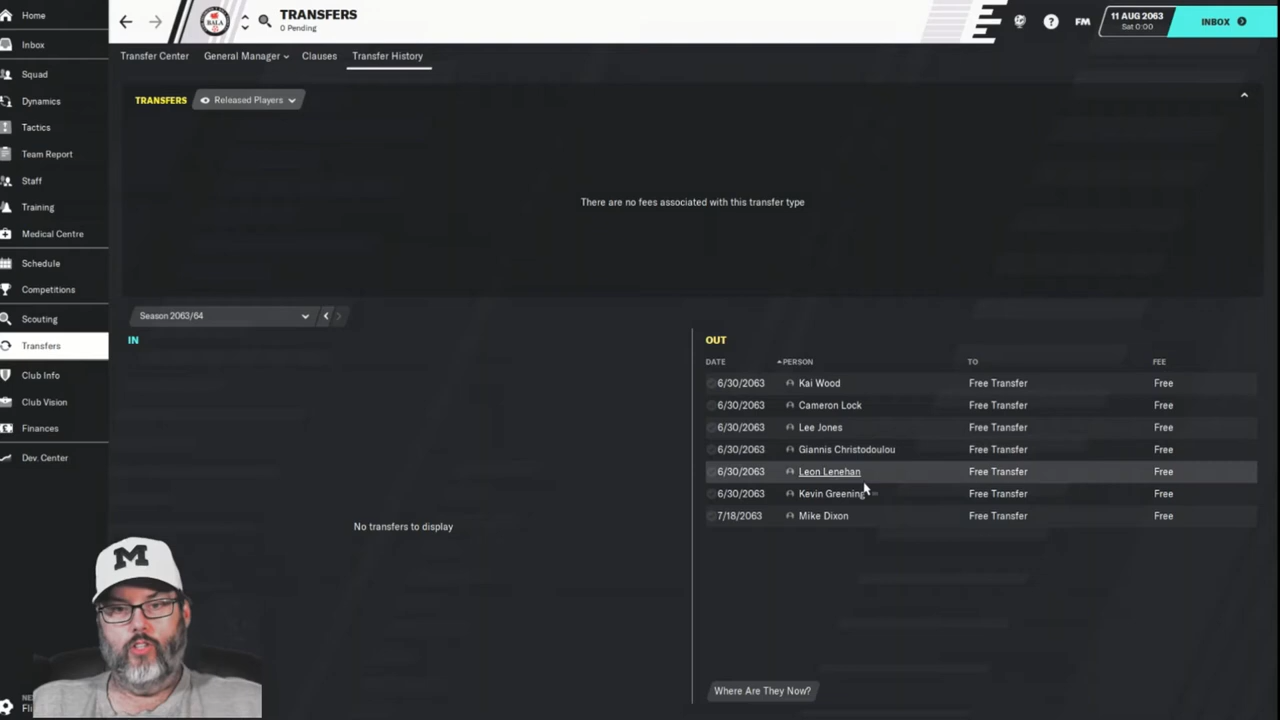 Home
Inbox
Squad
Dynamics
Tactics
Team Report
Staff
Training
Medical Centre
Schedule
Competitions
Scouting
Transfers
Club Info
Club Vision
Finances
Dev. Center
BALA
TRANSFERS
0 Pending
FM
11 AUG 2063
Sat 0:00
INBOX
Transfer Center
General Manager
Clauses
Transfer History
TRANSFERS
Released Players
There are no fees associated with this transfer type
Season 2063/64
IN
No transfers to display
OUT
DATE PERSON TO FEE
6/30/2063 Kai Wood Free Transfer Free
6/30/2063 Cameron Lock Free Transfer Free
6/30/2063 Lee Jones Free Transfer Free
6/30/2063 Giannis Christodoulou Free Transfer Free
6/30/2063 Leon Lenehan Free Transfer Free
6/30/2063 Kevin Greening Free Transfer Free
7/18/2063 Mike Dixon Free Transfer Free
Where Are They Now?
M